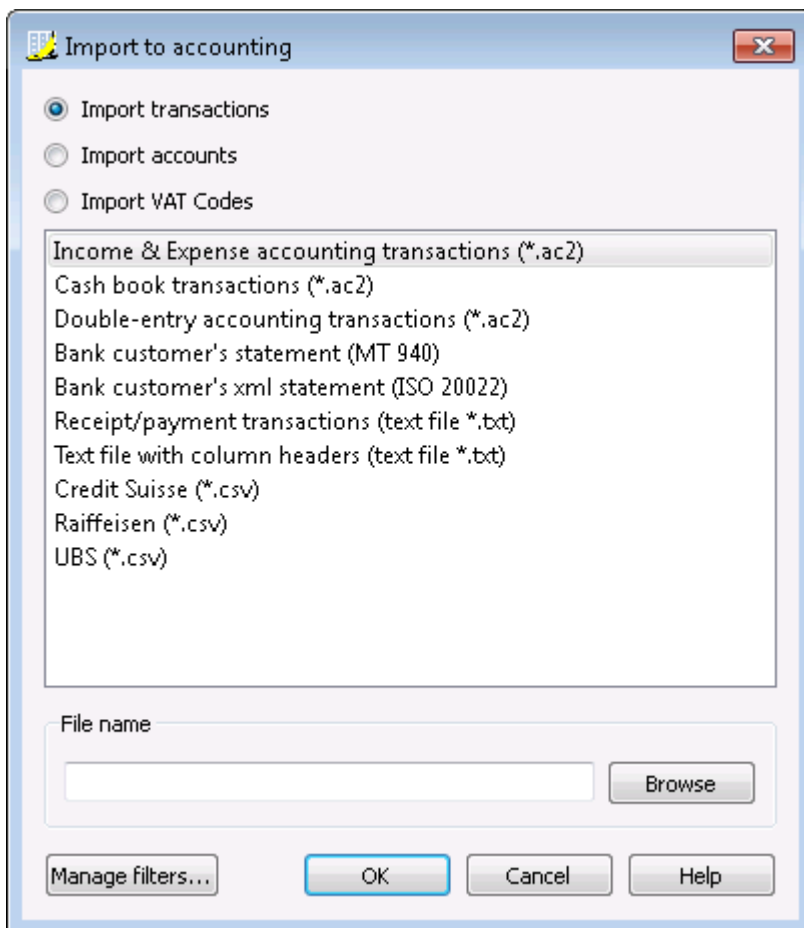 Import to accounting
Import transactions
Import accounts
Import VAT Codes
Income & Expense accounting transactions (*.ac2)
Cash book transactions (*.ac2)
Double-entry accounting transactions (*.ac2)
Bank customer's statement (MT 940)
Bank customer's xml statement (ISO 20022)
Receipt/payment transactions (text file *.txt)
Text file with column headers (text file *.txt)
Credit Suisse (*.csv)
Raiffeisen (*.csv)
UBS (*.csv)
File name
Browse
Manage filters... OK Cancel Help